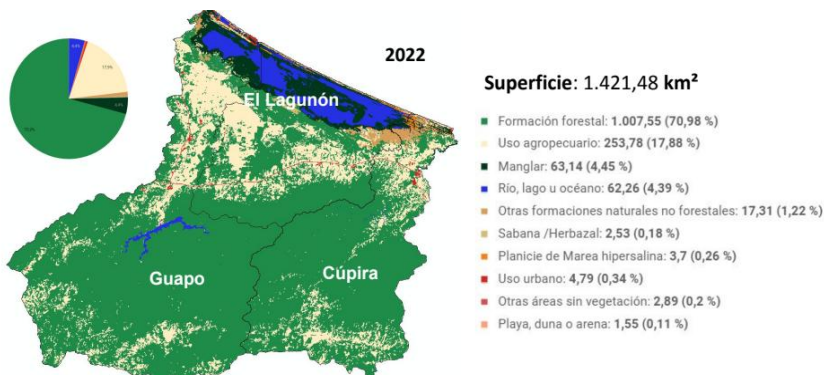 2022
El Lagunón
Guapo
Cúpira
Superficie: 1.421,48 km²
Formación forestal: 1.007,55 (70,98 %)
Uso agropecuario: 253,78 (17,88 %)
Manglar: 63,14 (4,45 %)
Río, lago u océano: 62,26 (4,39 %)
Otras formaciones naturales no forestales: 17,31 (1,22 %)
Sabana /Herbazal: 2,53 (0,18 %)
Planicie de Marea hipersalina: 3,7 (0,26 %)
Uso urbano: 4,79 (0,34 %)
Otras áreas sin vegetación: 2,89 (0,2 %)
Playa, duna o arena: 1,55 (0,11 %)